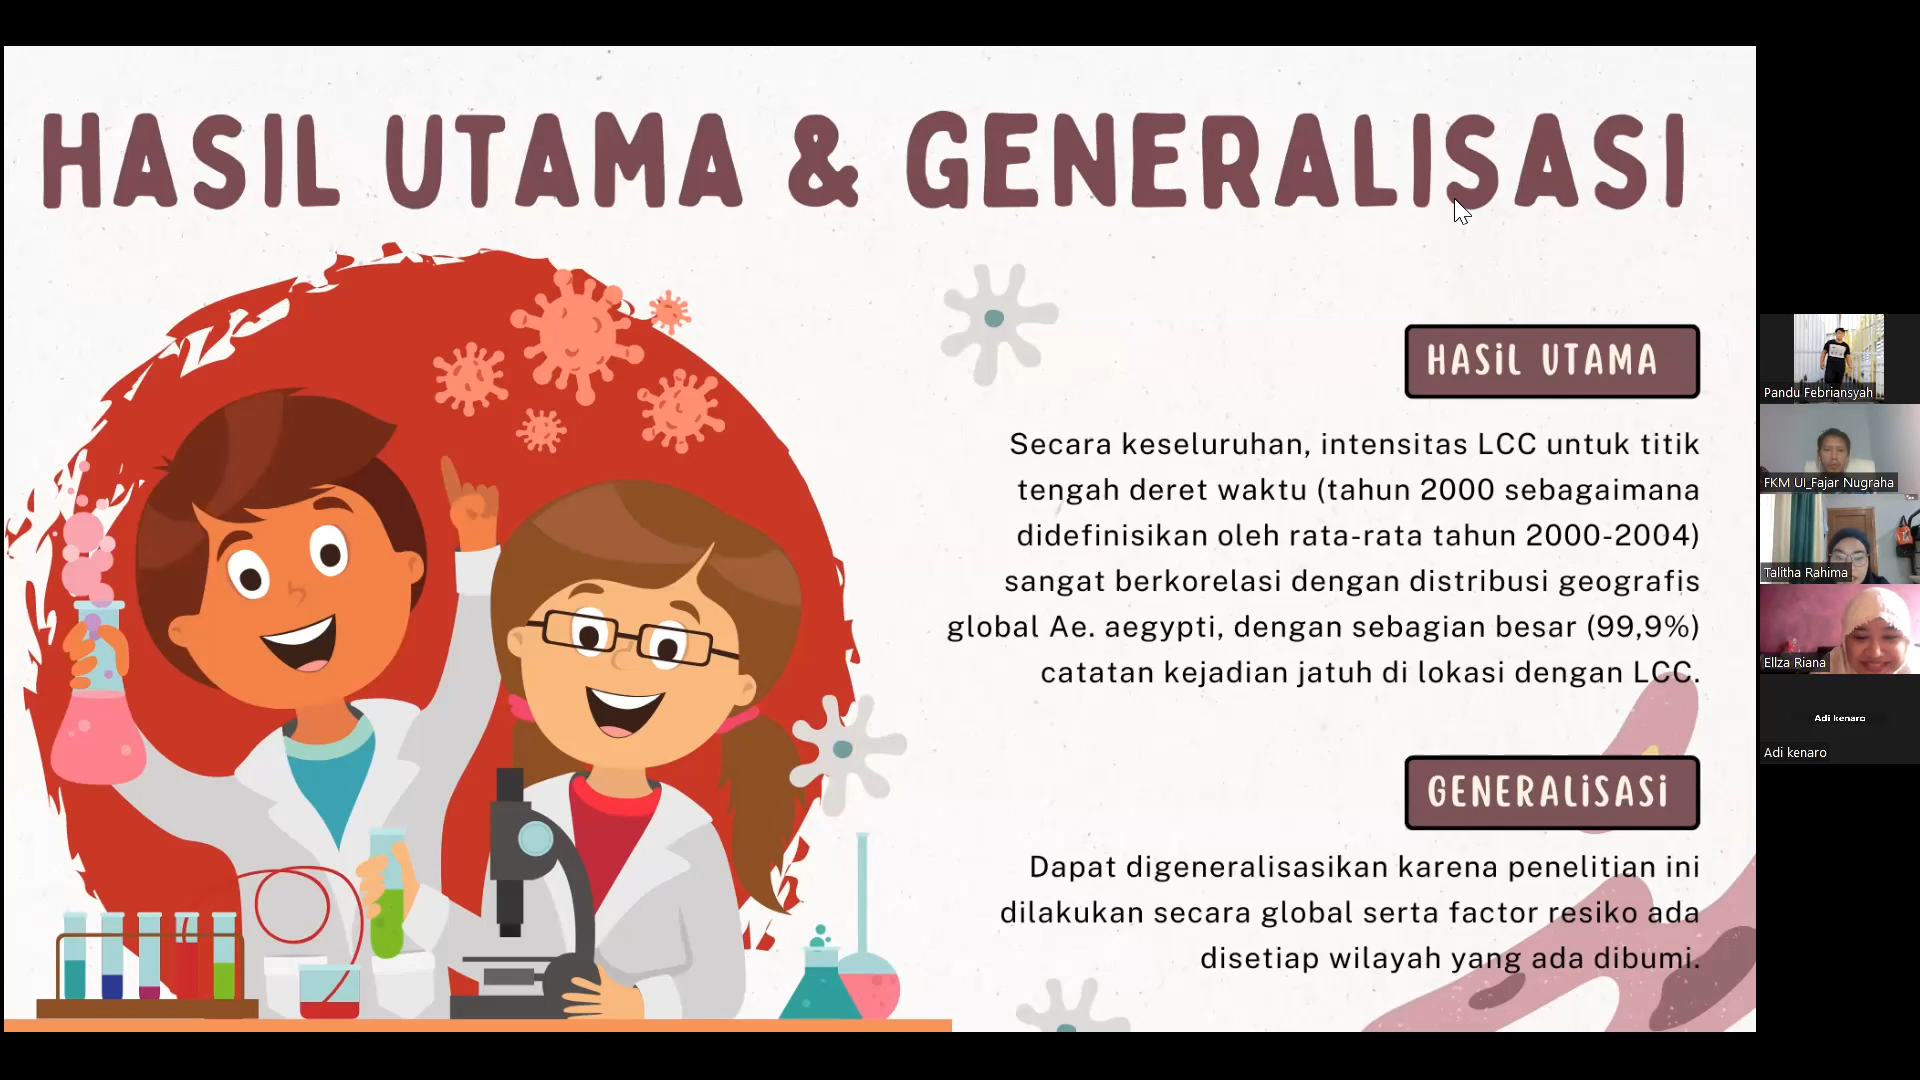 HASIL UTAMA & GENERALISASI
HASIL UTAMA
Secara keseluruhan, intensitas LCC untuk titik
tengah deret waktu (tahun 2000 sebagaimana
didefinisikan oleh rata-rata tahun 2000-2004)
sangat berkorelasi dengan distribusi geografis
global Ae. aegypti, dengan sebagian besar (99,9%)
catatan kejadian jatuh di lokasi dengan LCC.
GENERALISASI
Dapat digeneralisasikan karena penelitian ini
dilakukan secara global serta factor resiko ada
disetiap wilayah yang ada dibumi.
Pandu Febriansyah
FKM UI_Fajar Nugraha
Talitha Rahima
Ellza Riana
Adi kenaro
Adi kenaro